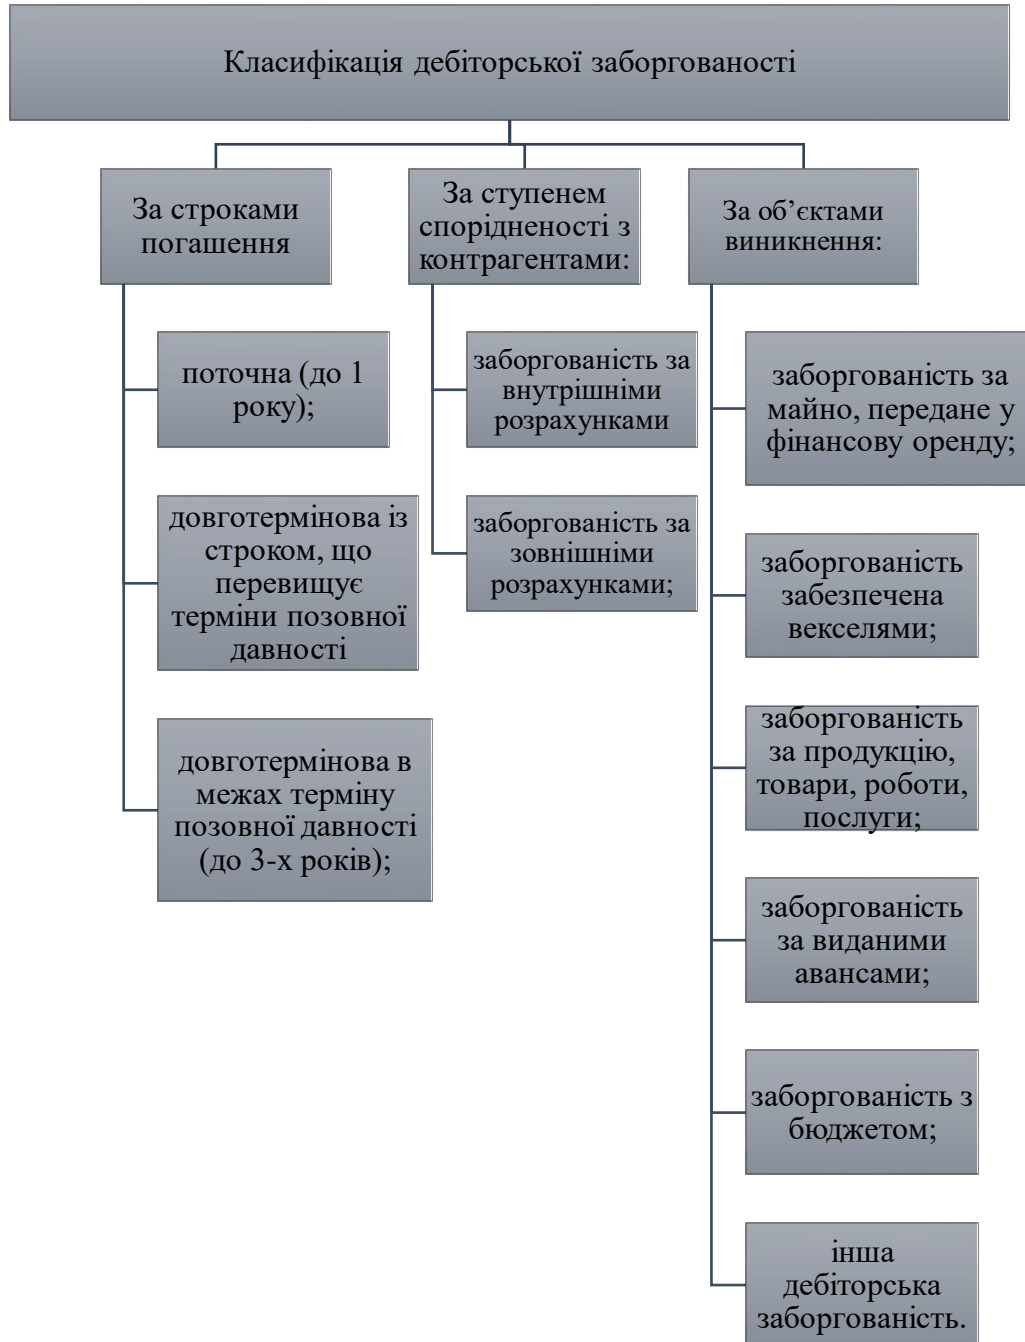 Класифікація дебіторської заборгованості
За строками
погашення
поточна (до 1
року);
довготермінова із
строком, що
перевищує
терміни позовної
давності
довготермінова в
межах терміну
позовної давності
(до 3-х років);
За ступенем
спорідненості з
контрагентами:
заборгованість за
внутрішніми
розрахунками
заборгованість за
зовнішніми
розрахунками;
За об’єктами
виникнення:
заборгованість за
майно, передане у
фінансову оренду;
заборгованість
забезпечена
векселями;
заборгованість
за продукцію,
товари, роботи,
послуги;
заборгованість
за виданими
авансами;
заборгованість з
бюджетом;
інша
дебіторська
заборгованість.